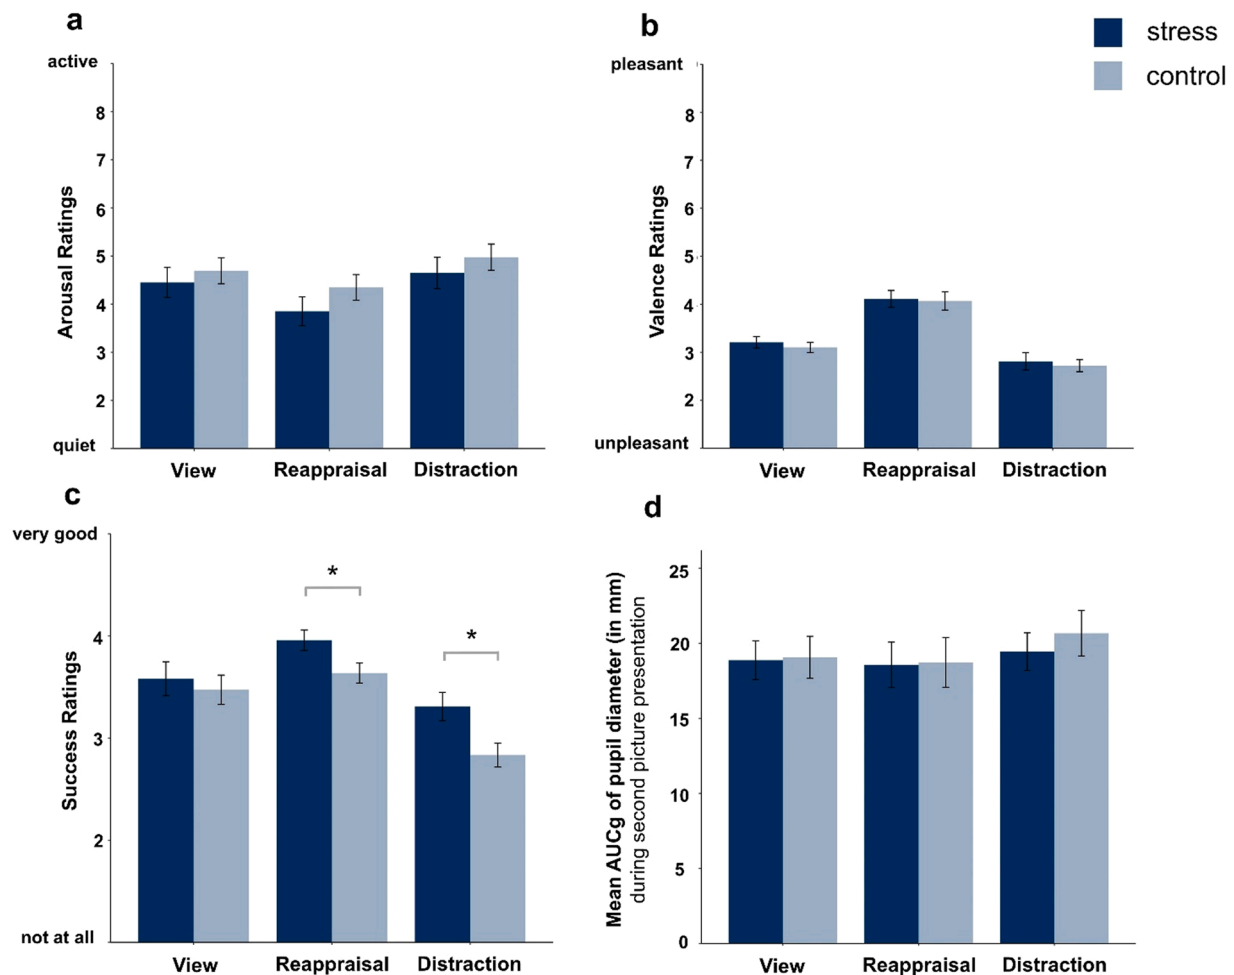 a
b
stress
control
active
8
7
6
5
4
3
2
quiet
Arousal Ratings
View
Reappraisal
Distraction
pleasant
8
7
6
5
4
3
2
unpleasant
Valence Ratings
View
Reappraisal
Distraction
c
very good
4
3
2
not at all
Success Ratings
*
*
View
Reappraisal
Distraction
d
25
20
15
10
5
0
Mean AUCg of pupil diameter (in mm)
during second picture presentation
View
Reappraisal
Distraction